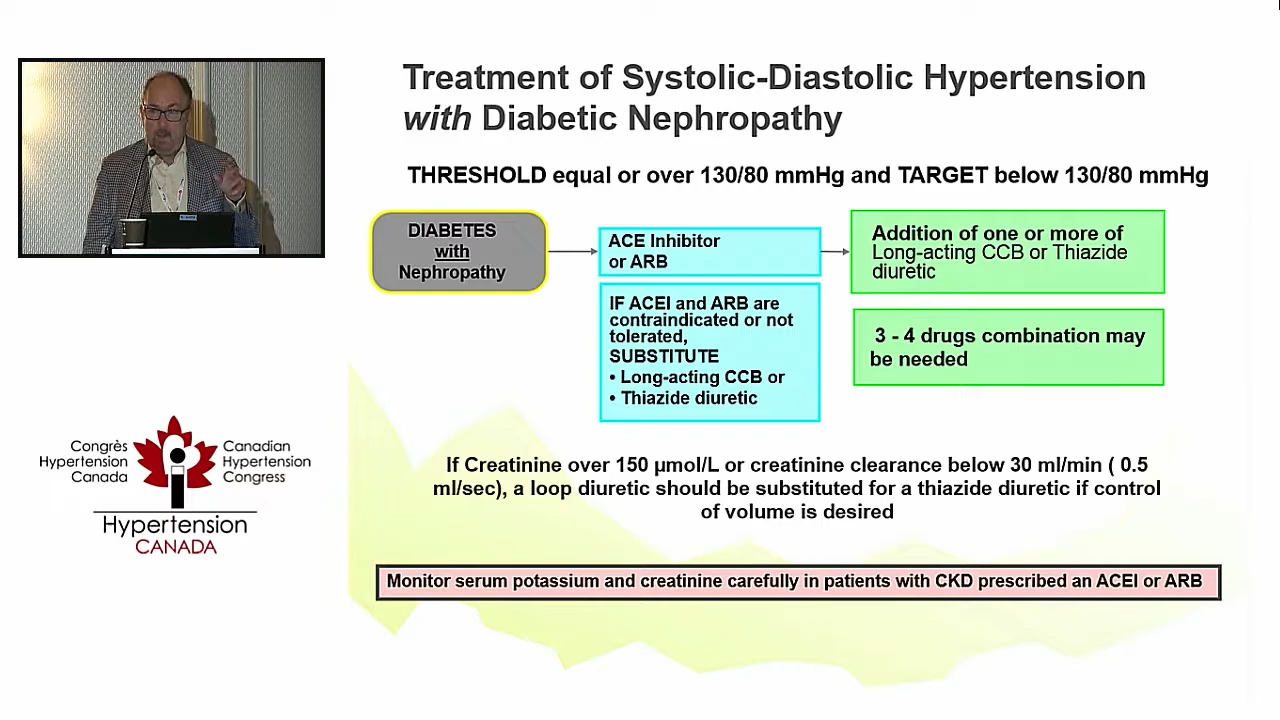 Treatment of Systolic-Diastolic Hypertension
with Diabetic Nephropathy
THRESHOLD equal or over 130/80 mmHg and TARGET below 130/80 mmHg
DIABETES
with
Nephropathy
ACE Inhibitor
or ARB
Addition of one or more of
Long-acting CCB or Thiazide
diuretic
IF ACEI and ARB are
contraindicated or not
tolerated,
SUBSTITUTE
• Long-acting CCB or
• Thiazide diuretic
3 - 4 drugs combination may
be needed
If Creatinine over 150 µmol/L or creatinine clearance below 30 ml/min ( 0.5
ml/sec), a loop diuretic should be substituted for a thiazide diuretic if control
of volume is desired
Monitor serum potassium and creatinine carefully in patients with CKD prescribed an ACEI or ARB
Congrès
Hypertension
Canada
Canadian
Hypertension
Congress
Hypertension
CANADA